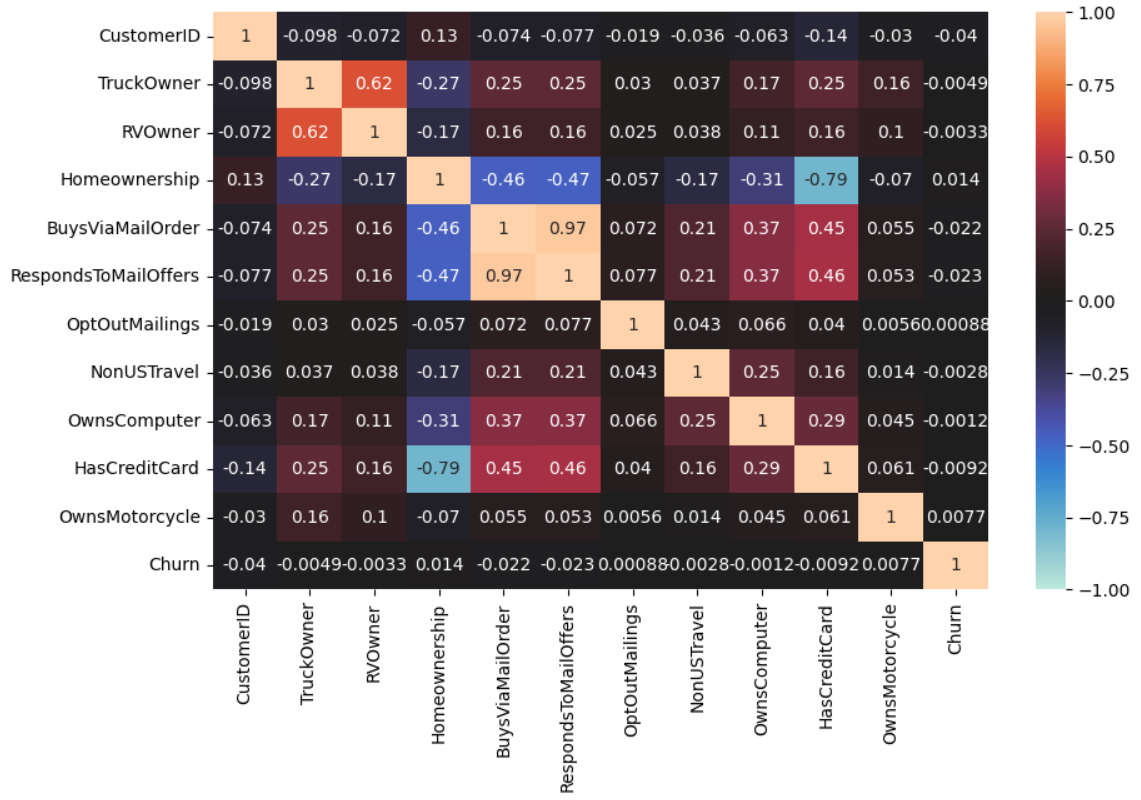 CustomerID 1 -0.098 -0.072 0.13 -0.074 -0.077 -0.019 -0.036 -0.063 -0.14 -0.03 -0.04 1.00
TruckOwner -0.098 1 0.62 -0.27 0.25 0.25 0.03 0.037 0.17 0.25 0.16 -0.0049 0.75
RVOwner -0.072 0.62 1 -0.17 0.16 0.16 0.025 0.038 0.11 0.16 0.1 -0.0033 0.50
Homeownership 0.13 -0.27 -0.17 1 -0.46 -0.47 -0.057 -0.17 -0.31 -0.79 -0.07 0.014
BuysViaMailOrder -0.074 0.25 0.16 -0.46 1 0.97 0.072 0.21 0.37 0.45 0.055 -0.022 0.25
RespondsToMailOffers -0.077 0.25 0.16 -0.47 0.97 1 0.077 0.21 0.37 0.46 0.053 -0.023 0.00
OptOutMailings -0.019 0.03 0.025 -0.057 0.072 0.077 1 0.043 0.066 0.04 0.0056 0.00088
NonUSTravel -0.036 0.037 0.038 -0.17 0.21 0.21 0.043 1 0.25 0.16 0.014 -0.0028 −0.25
OwnsComputer -0.063 0.17 0.11 -0.31 0.37 0.37 0.066 0.25 1 0.29 0.045 -0.0012 −0.50
HasCreditCard -0.14 0.25 0.16 -0.79 0.45 0.46 0.04 0.16 0.29 1 0.061 -0.0092
OwnsMotorcycle -0.03 0.16 0.1 -0.07 0.055 0.053 0.0056 0.014 0.045 0.061 1 0.0077 −0.75
Churn -0.04 -0.0049 -0.0033 0.014 -0.022 -0.023 0.00088 -0.0028 -0.0012 -0.0092 0.0077 1 −1.00
CustomerID
TruckOwner
RVOwner
Homeownership
BuysViaMailOrder
RespondsToMailOffers
OptOutMailings
NonUSTravel
OwnsComputer
HasCreditCard
OwnsMotorcycle
Churn